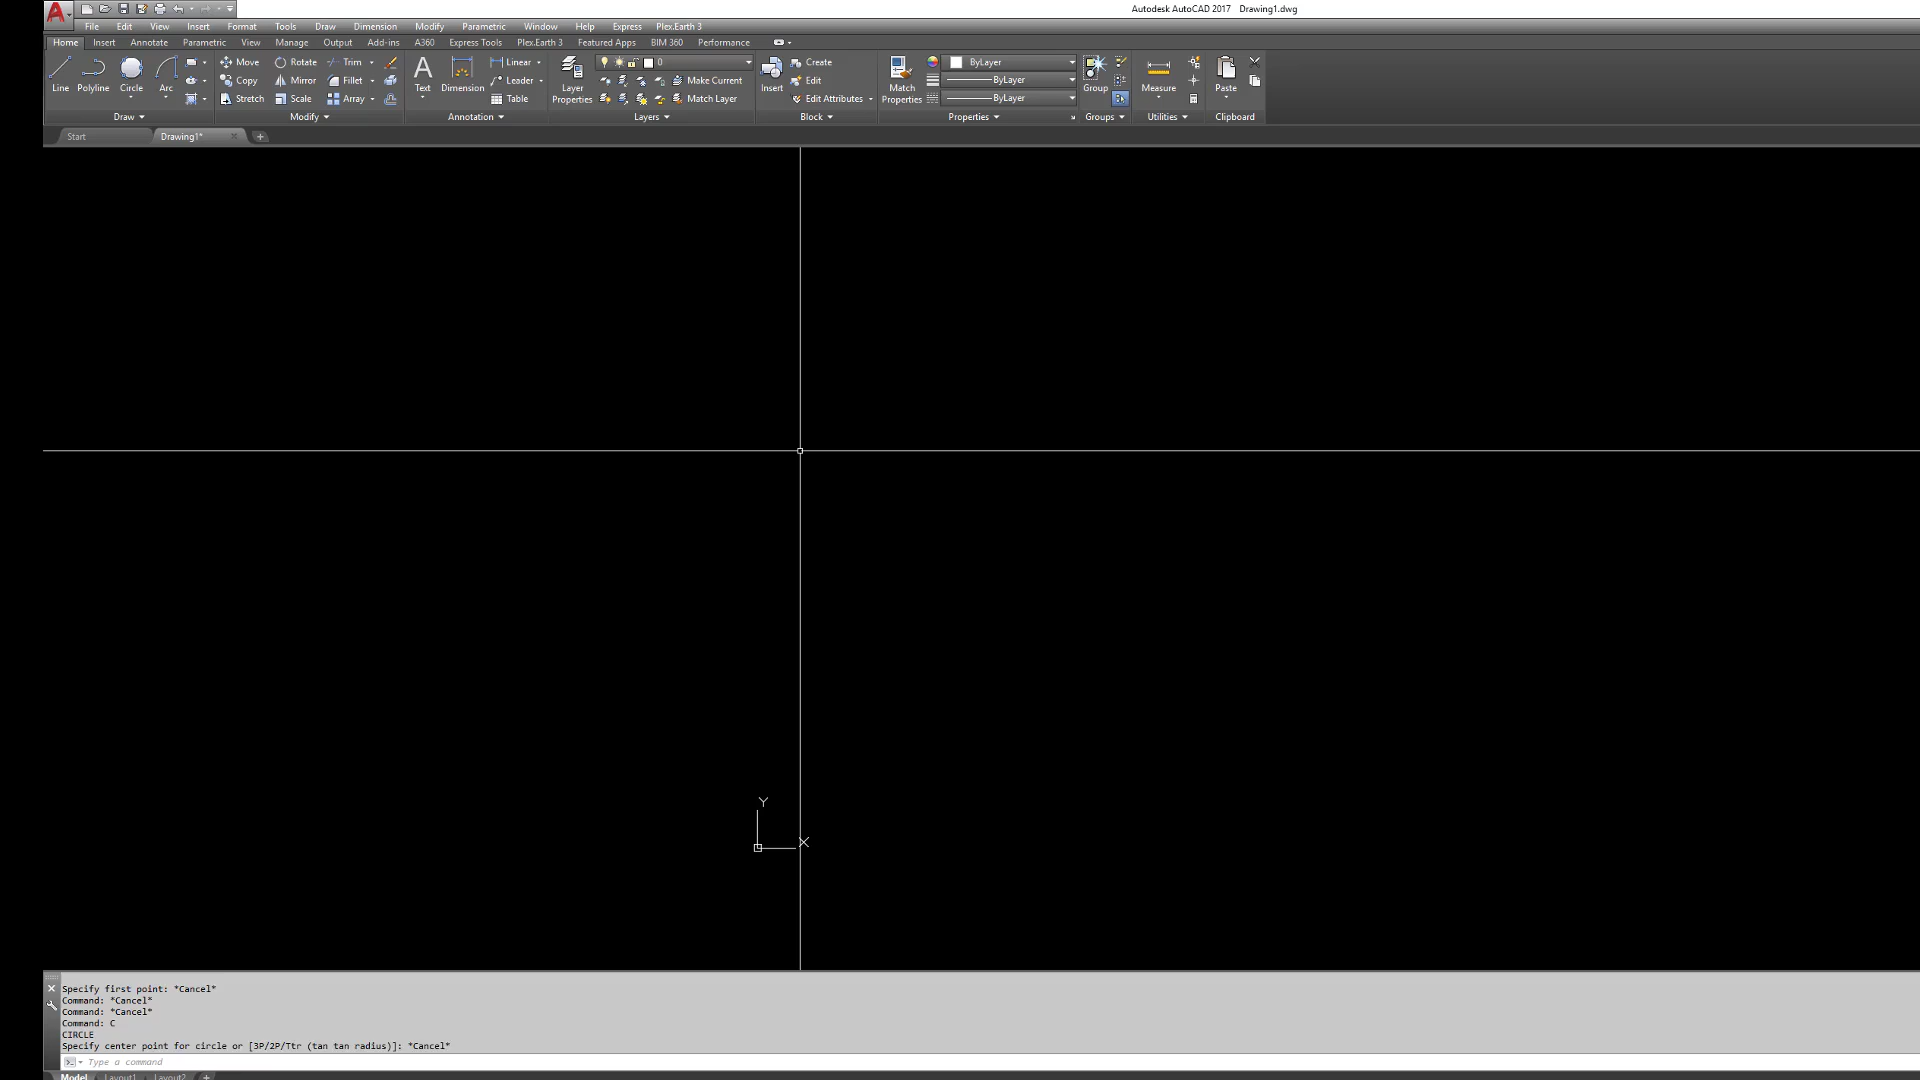 Autodesk AutoCAD 2017 Drawing1.dwg
File Edit View Insert Format Tools Draw Dimension Modify Parametric Window Help Express Plex.Earth 3
Home Insert Annotate Parametric View Manage Output Add-ins A360 Express Tools Plex.Earth 3 Featured Apps BIM 360 Performance
Move Rotate Trim Linear 0 Create ByLayer
Line Polyline Circle Arc Copy Mirror Fillet Text Dimension Leader Layer Properties Make Current Insert Edit Match Properties ByLayer Group Measure Paste
Stretch Scale Array Table Match Layer Edit Attributes ByLayer
Draw Modify Annotation Layers Block Properties Groups Utilities Clipboard
Start Drawing1*
Y
X
Specify first point: *Cancel*
Command: *Cancel*
Command: *Cancel*
Command: C
CIRCLE
Specify center point for circle or [3P/2P/Ttr (tan tan radius)]: *Cancel*
Type a command
Model Layout1 Layout2